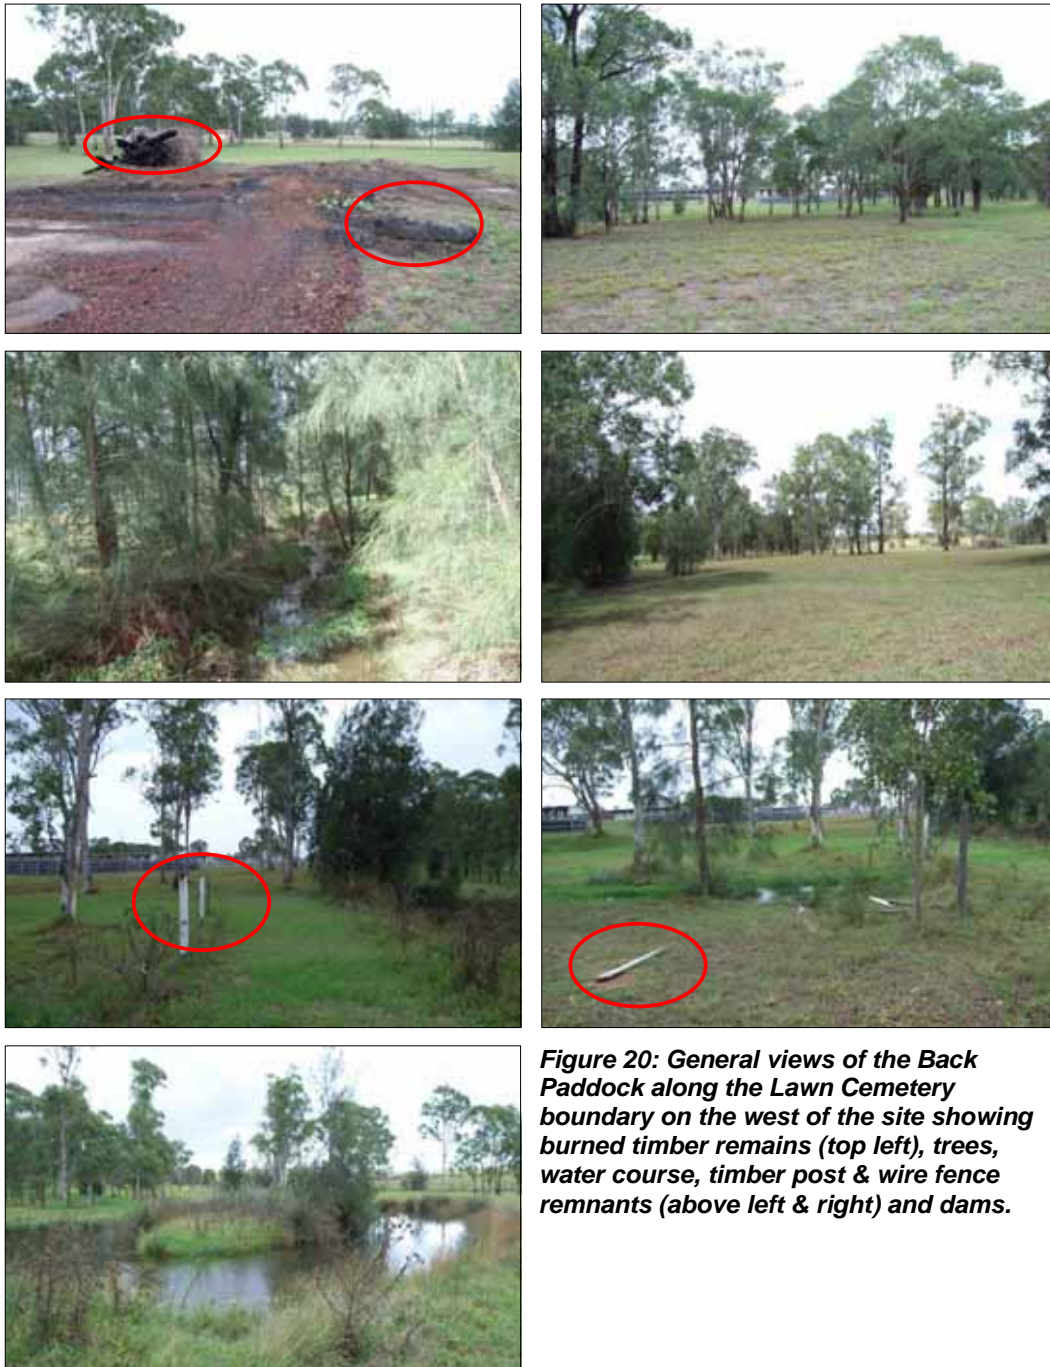 Figure 20: General views of the Back
Paddock along the Lawn Cemetery
boundary on the west of the site showing
burned timber remains (top left), trees,
water course, timber post & wire fence
remnants (above left & right) and dams.